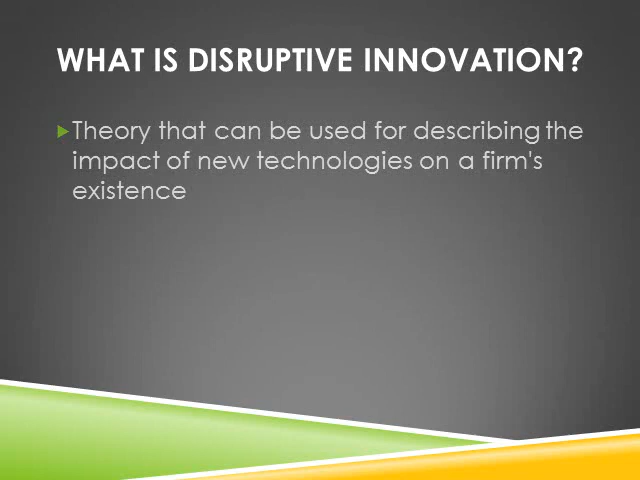 WHAT IS DISRUPTIVE INNOVATION?
Theory that can be used for describing the
impact of new technologies on a firm's
existence